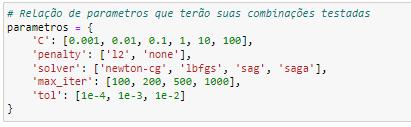 # Relação de parametros que terão suas combinações testadas
parametros = {
    'C': [0.001, 0.01, 0.1, 1, 10, 100],
    'penalty': ['l2', 'none'],
    'solver': ['newton-cg', 'lbfgs', 'sag', 'saga'],
    'max_iter': [100, 200, 500, 1000],
    'tol': [1e-4, 1e-3, 1e-2]
}